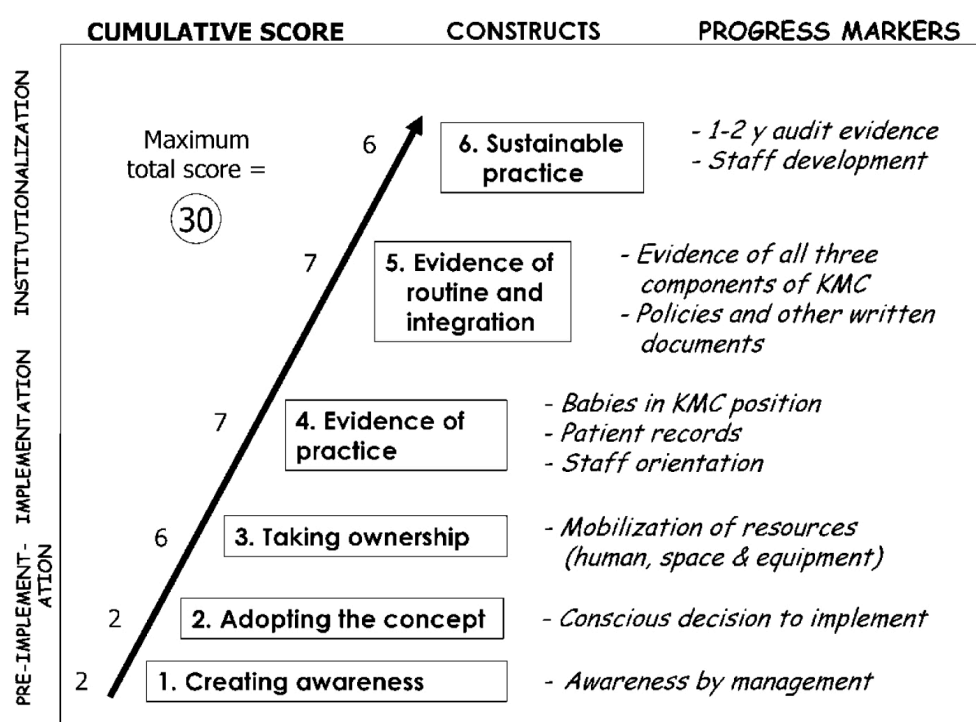 CUMULATIVE SCORE
CONSTRUCTS
PROGRESS MARKERS
INSTITUTIONALIZATION
Maximum
total score =
30
6
6. Sustainable
practice
- 1-2 y audit evidence
- Staff development
7
5. Evidence of
routine and
integration
- Evidence of all three
components of KMC
- Policies and other written
documents
IMPLEMENTATION
7
4. Evidence of
practice
- Babies in KMC position
- Patient records
- Staff orientation
6
3. Taking ownership
- Mobilization of resources
(human, space & equipment)
PRE-IMPLEMENT-
ATION
2
2. Adopting the concept
- Conscious decision to implement
2
1. Creating awareness
- Awareness by management